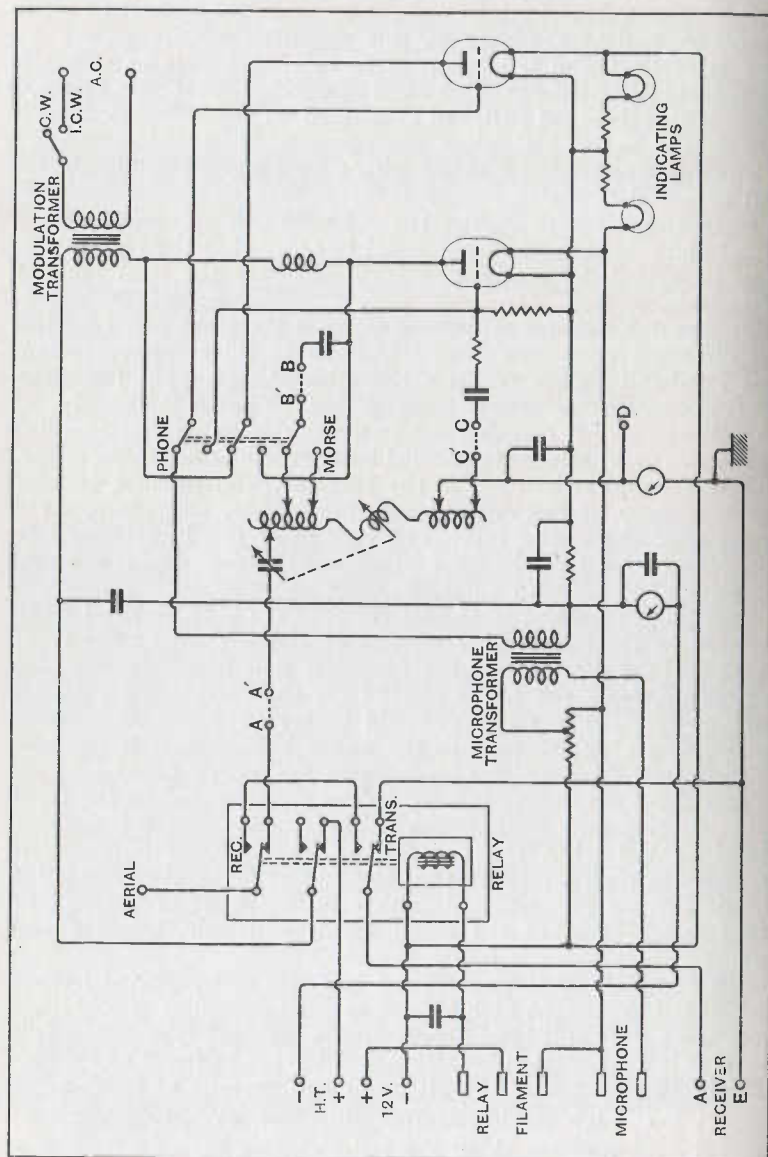 MODULATION
TRANSFORMER
C.W.
I.C.W.
A.C.
PHONE
MORSE
B' B
C' C
D
INDICATING
LAMPS
AERIAL
REC.
TRANS.
RELAY
A A'
MICROPHONE
TRANSFORMER
-
H.T.
+
+
12 V.
-
RELAY
FILAMENT
MICROPHONE
A
RECEIVER
E